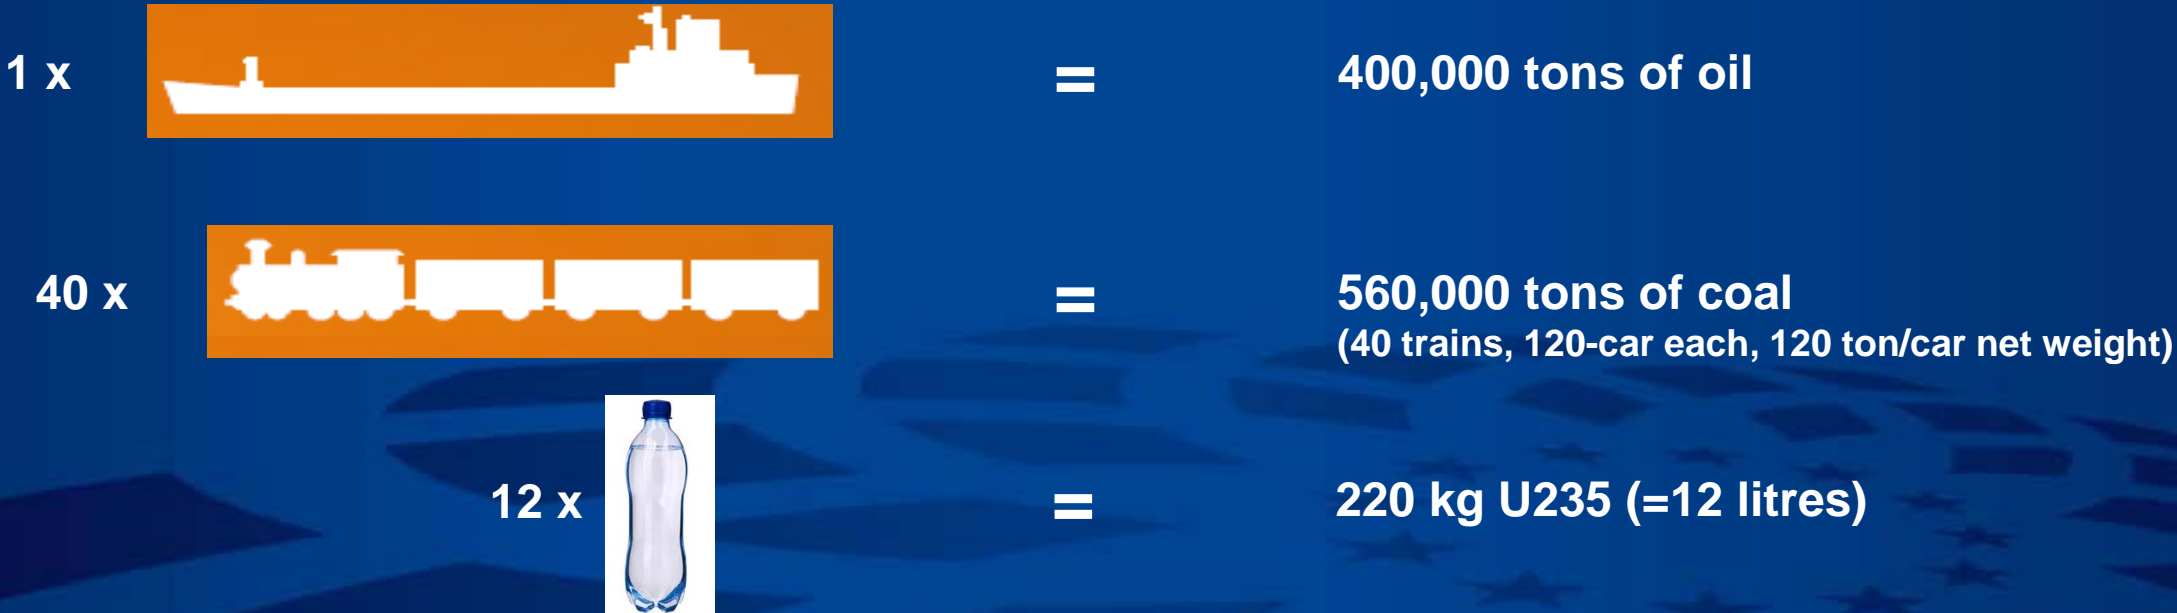 1 x = 400,000 tons of oil
40 x = 560,000 tons of coal
(40 trains, 120-car each, 120 ton/car net weight)
12 x = 220 kg U235 (=12 litres)